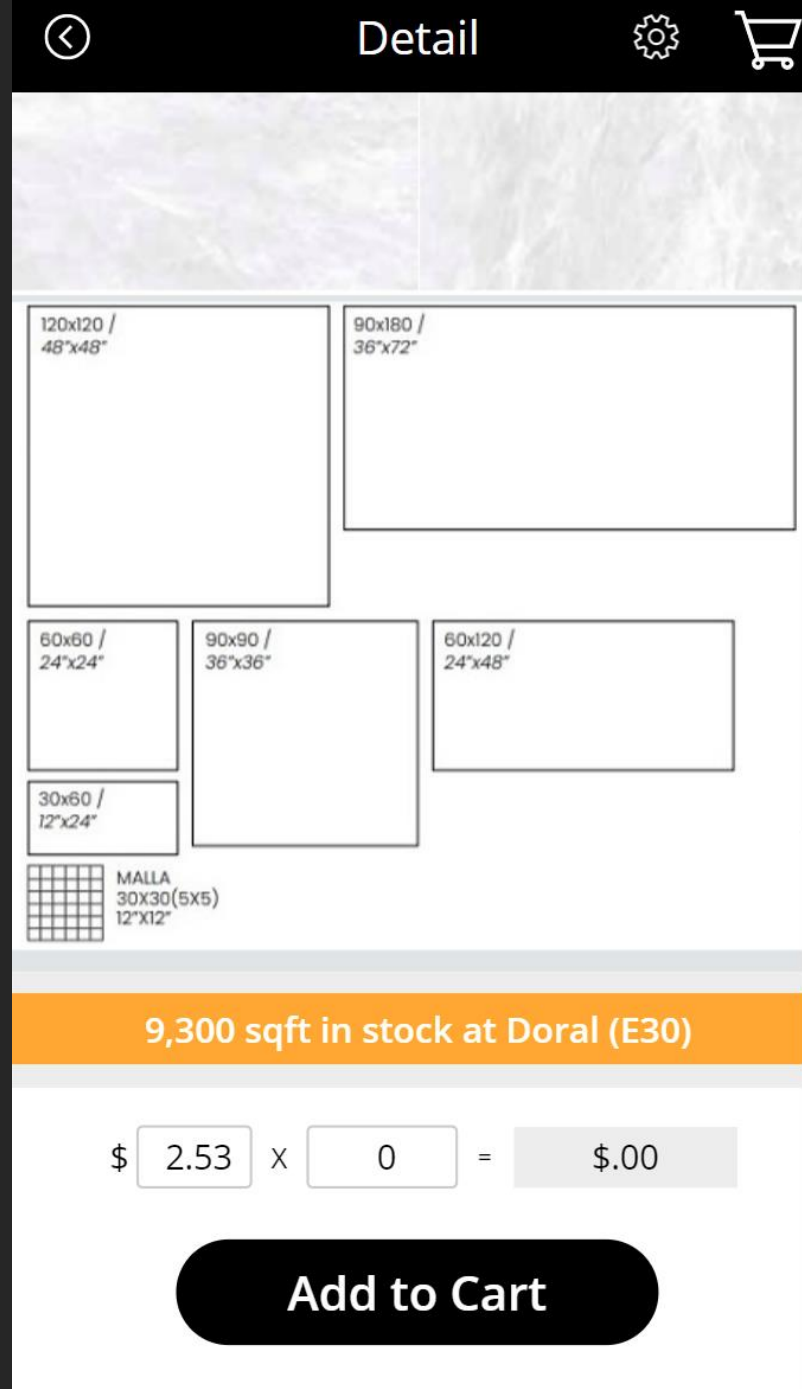 Detail
120x120 /
48"x48"
90x180 /
36"x72"
60x60 /
24"x24"
90x90 /
36"x36"
60x120 /
24"x48"
30x60 /
12"x24"
MALLA
30X30(5X5)
12"X12"
9,300 sqft in stock at Doral (E30)
$ 2.53 X 0 = $.00
Add to Cart